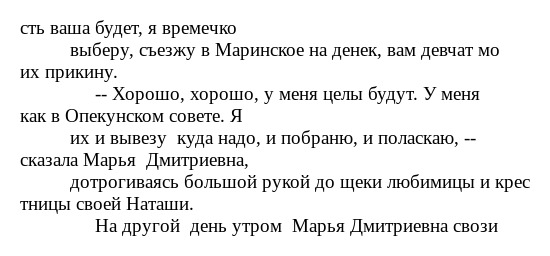 сть ваша будет, я времечко
выберу, съезжу в Маринское на денек, вам девчат мо
их прикину.
-- Хорошо, хорошо, у меня целы будут. У меня
как в Опекунском совете. Я
их и вывезу  куда надо, и побраню, и поласкаю, --
сказала Марья  Дмитриевна,
дотрогиваясь большой рукой до щеки любимицы и крес
тницы своей Наташи.
На другой  день утром  Марья Дмитриевна свози